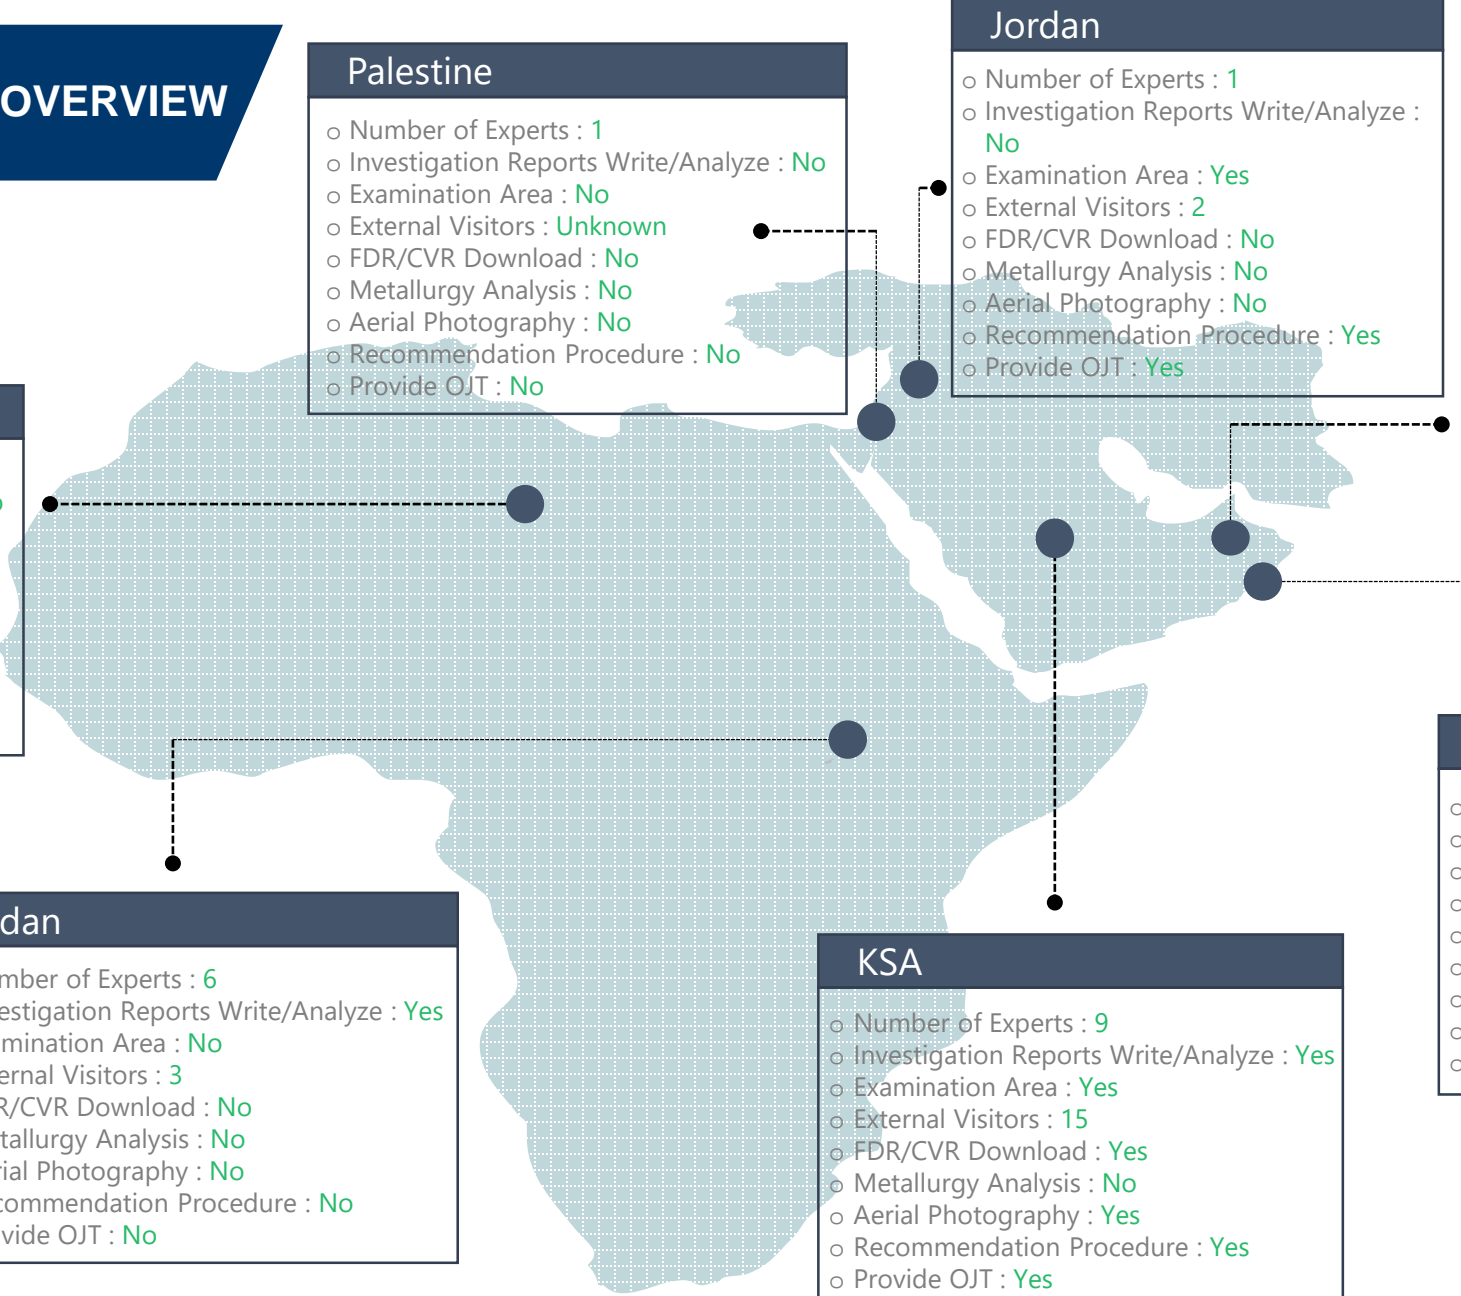 OVERVIEW
Palestine
o Number of Experts : 1
o Investigation Reports Write/Analyze : No
o Examination Area : No
o External Visitors : Unknown
o FDR/CVR Download : No
o Metallurgy Analysis : No
o Aerial Photography : No
o Recommendation Procedure : No
o Provide OJT : No
Jordan
o Number of Experts : 1
o Investigation Reports Write/Analyze :
No
o Examination Area : Yes
o External Visitors : 2
o FDR/CVR Download : No
o Metallurgy Analysis : No
o Aerial Photography : No
o Recommendation Procedure : Yes
o Provide OJT : Yes
dan
mber of Experts : 6
estigation Reports Write/Analyze : Yes
mination Area : No
ernal Visitors : 3
R/CVR Download : No
tallurgy Analysis : No
rial Photography : No
commendation Procedure : No
vide OJT : No
KSA
o Number of Experts : 9
o Investigation Reports Write/Analyze : Yes
o Examination Area : Yes
o External Visitors : 15
o FDR/CVR Download : Yes
o Metallurgy Analysis : No
o Aerial Photography : Yes
o Recommendation Procedure : Yes
o Provide OJT : Yes